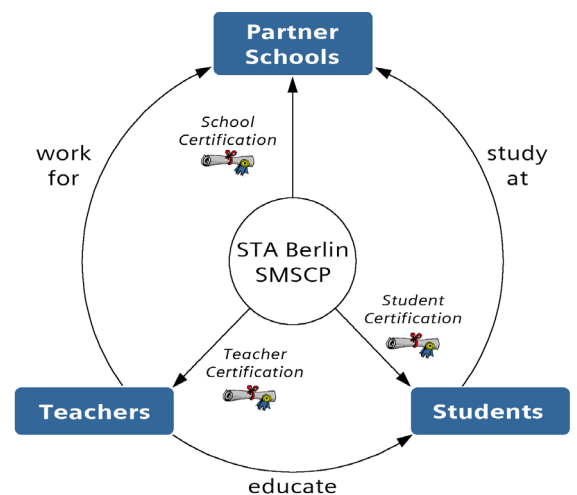 Partner
Schools
School
Certification
work
for
study
at
STA Berlin
SMSCP
Student
Certification
Teacher
Certification
Teachers
Students
educate